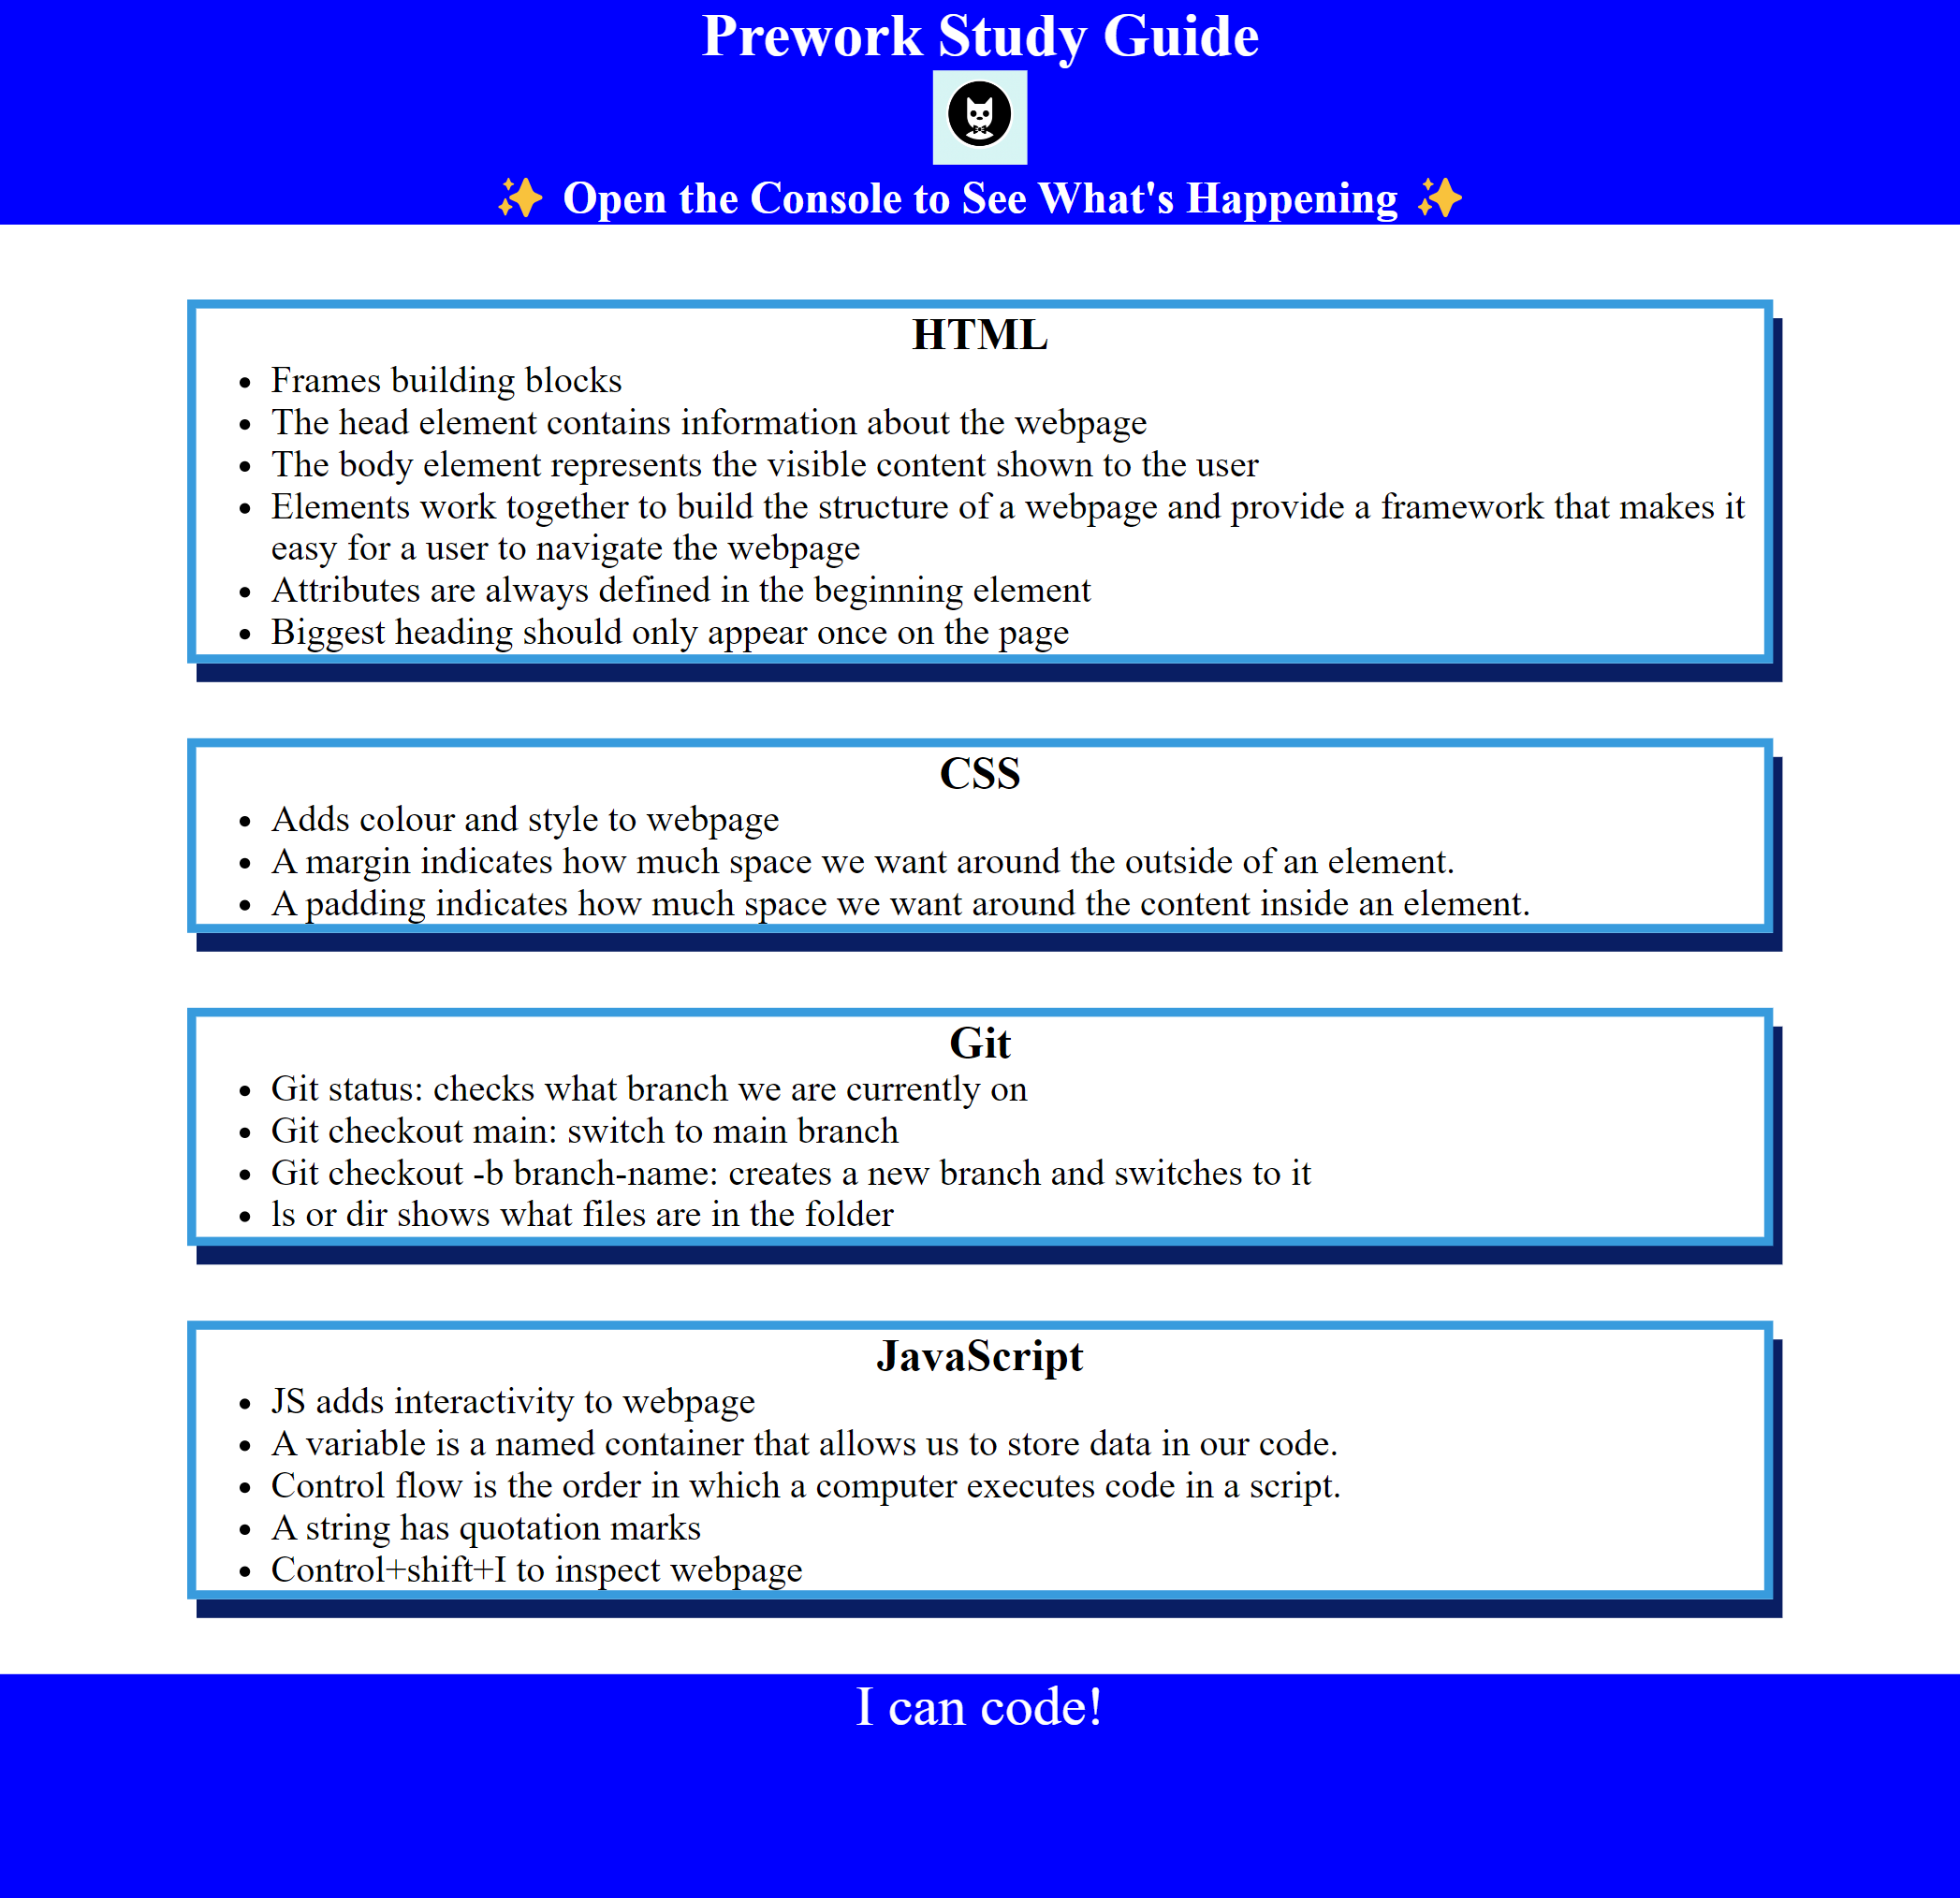 Prework Study Guide
✨ Open the Console to See What's Happening ✨
HTML
• Frames building blocks
• The head element contains information about the webpage
• The body element represents the visible content shown to the user
• Elements work together to build the structure of a webpage and provide a framework that makes it
easy for a user to navigate the webpage
• Attributes are always defined in the beginning element
• Biggest heading should only appear once on the page
CSS
• Adds colour and style to webpage
• A margin indicates how much space we want around the outside of an element.
• A padding indicates how much space we want around the content inside an element.
Git
• Git status: checks what branch we are currently on
• Git checkout main: switch to main branch
• Git checkout -b branch-name: creates a new branch and switches to it
• ls or dir shows what files are in the folder
JavaScript
• JS adds interactivity to webpage
• A variable is a named container that allows us to store data in our code.
• Control flow is the order in which a computer executes code in a script.
• A string has quotation marks
• Control+shift+I to inspect webpage
I can code!